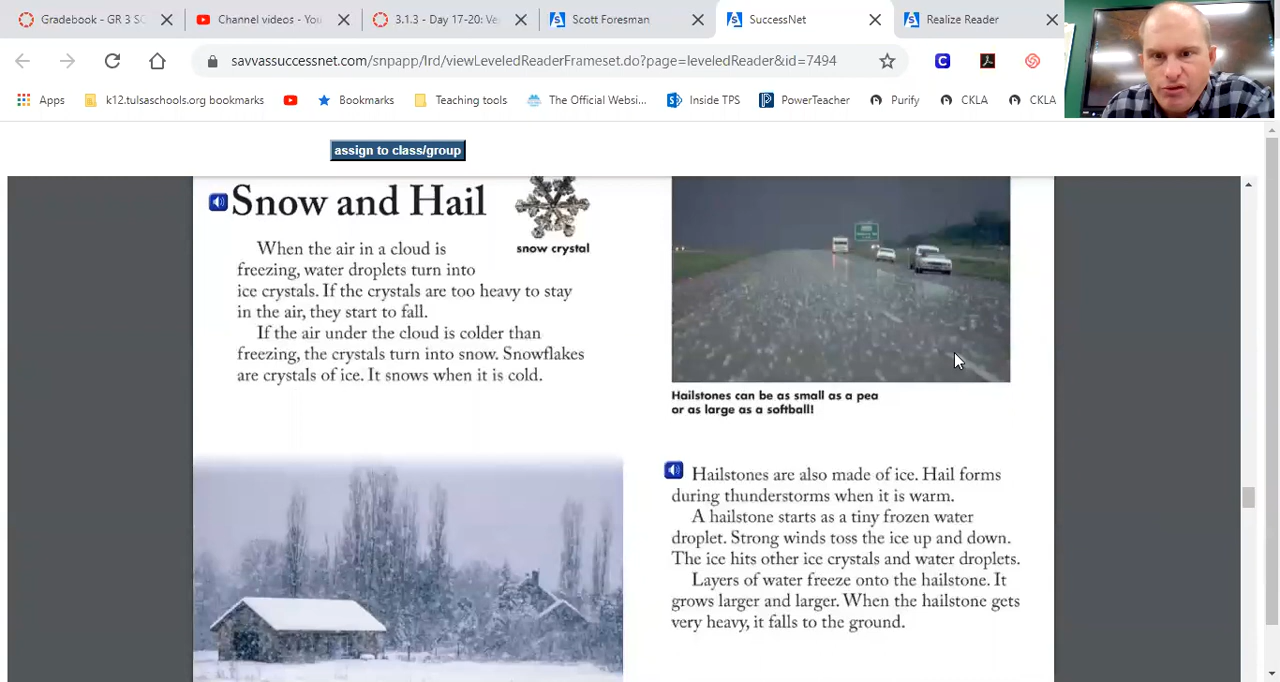 Gradebook - GR 3 SC
Channel videos - You
3.1.3 - Day 17-20: Ve
Scott Foresman
SuccessNet
Realize Reader
savvassuccessnet.com/snpapp/lrd/viewLeveledReaderFrameset.do?page=leveledReader&id=7494
Apps
k12.tulsaschools.org bookmarks
Bookmarks
Teaching tools
The Official Websi...
Inside TPS
PowerTeacher
Purify
CKLA
CKLA
assign to class/group
Snow and Hail
snow crystal
When the air in a cloud is
freezing, water droplets turn into
ice crystals. If the crystals are too heavy to stay
in the air, they start to fall.
If the air under the cloud is colder than
freezing, the crystals turn into snow. Snowflakes
are crystals of ice. It snows when it is cold.
Hailstones can be as small as a pea
or as large as a softball!
Hailstones are also made of ice. Hail forms
during thunderstorms when it is warm.
A hailstone starts as a tiny frozen water
droplet. Strong winds toss the ice up and down.
The ice hits other ice crystals and water droplets.
Layers of water freeze onto the hailstone. It
grows larger and larger. When the hailstone gets
very heavy, it falls to the ground.